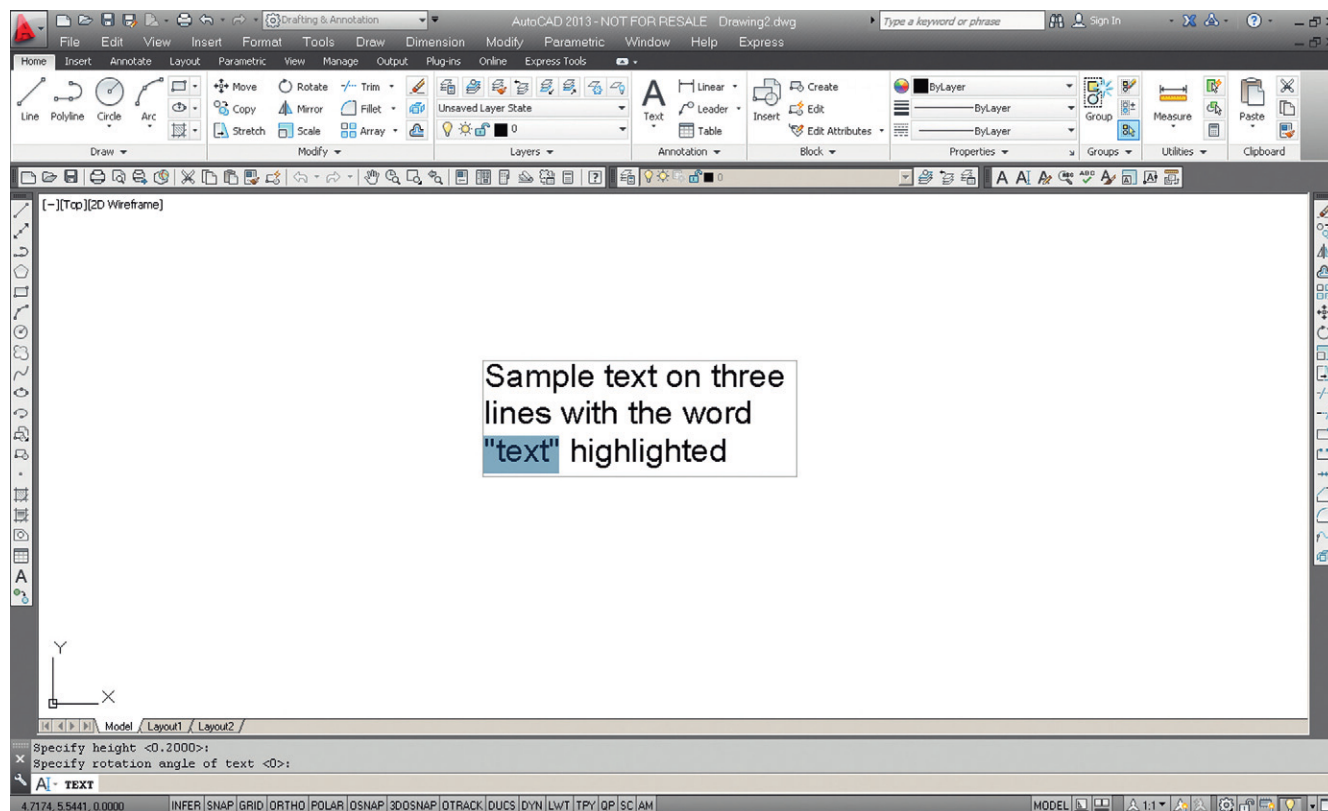 Drafting & Annotation
AutoCAD 2013 - NOT FOR RESALE Drawing2.dwg
Type a keyword or phrase
Sign In
File Edit View Insert Format Tools Draw Dimension Modify Parametric Window Help Express
Home Insert Annotate Layout Parametric View Manage Output Plug-ins Online Express Tools
Line Polyline Circle Arc
Move Rotate Trim
Copy Mirror Fillet
Stretch Scale Array
Unsaved Layer State
0
Text
Linear
Leader
Table
Insert
Create
Edit
Edit Attributes
ByLayer
ByLayer
ByLayer
Group
Measure
Paste
Draw Modify Layers Annotation Block Properties Groups Utilities Clipboard
0
[-][Top][2D Wireframe]
Sample text on three
lines with the word
"text" highlighted
Y
X
Model Layout1 Layout2
Specify height <0.2000>:
Specify rotation angle of text <0>:
TEXT
4.7174, 5.5441, 0.0000 INFER SNAP GRID ORTHO POLAR OSNAP 3DOSNAP OTRACK DUCS DYN LWT TPY QP SC AM MODEL 1:1